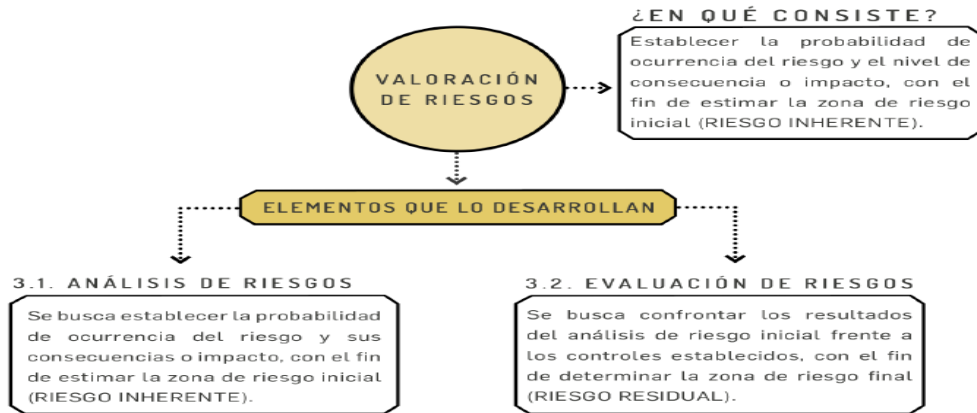 ¿EN QUÉ CONSISTE?
Establecer la probabilidad de
ocurrencia del riesgo y el nivel de
consecuencia o impacto, con el
fin de estimar la zona de riesgo
inicial (RIESGO INHERENTE).
VALORACIÓN
DE RIESGOS
ELEMENTOS QUE LO DESARROLLAN
3.1. ANÁLISIS DE RIESGOS
Se busca establecer la probabilidad
de ocurrencia del riesgo y sus
consecuencias o impacto, con el fin
de estimar la zona de riesgo inicial
(RIESGO INHERENTE).
3.2. EVALUACIÓN DE RIESGOS
Se busca confrontar los resultados
del análisis de riesgo inicial frente a
los controles establecidos, con el fin
de determinar la zona de riesgo final
(RIESGO RESIDUAL).